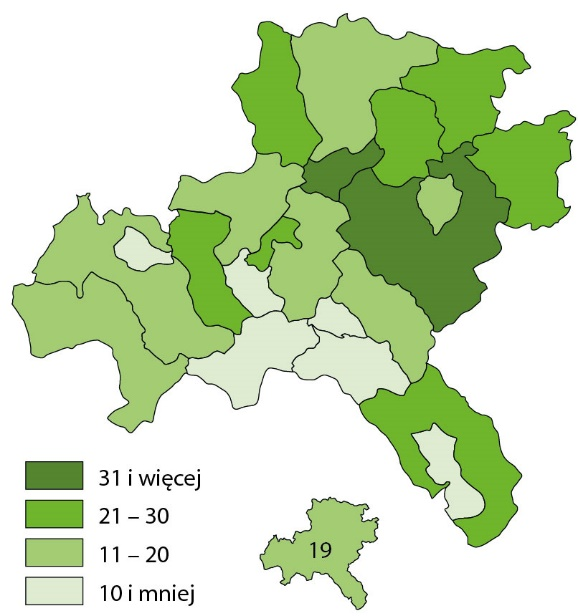 31 i więcej
21 – 30
11 – 20
10 i mniej
19